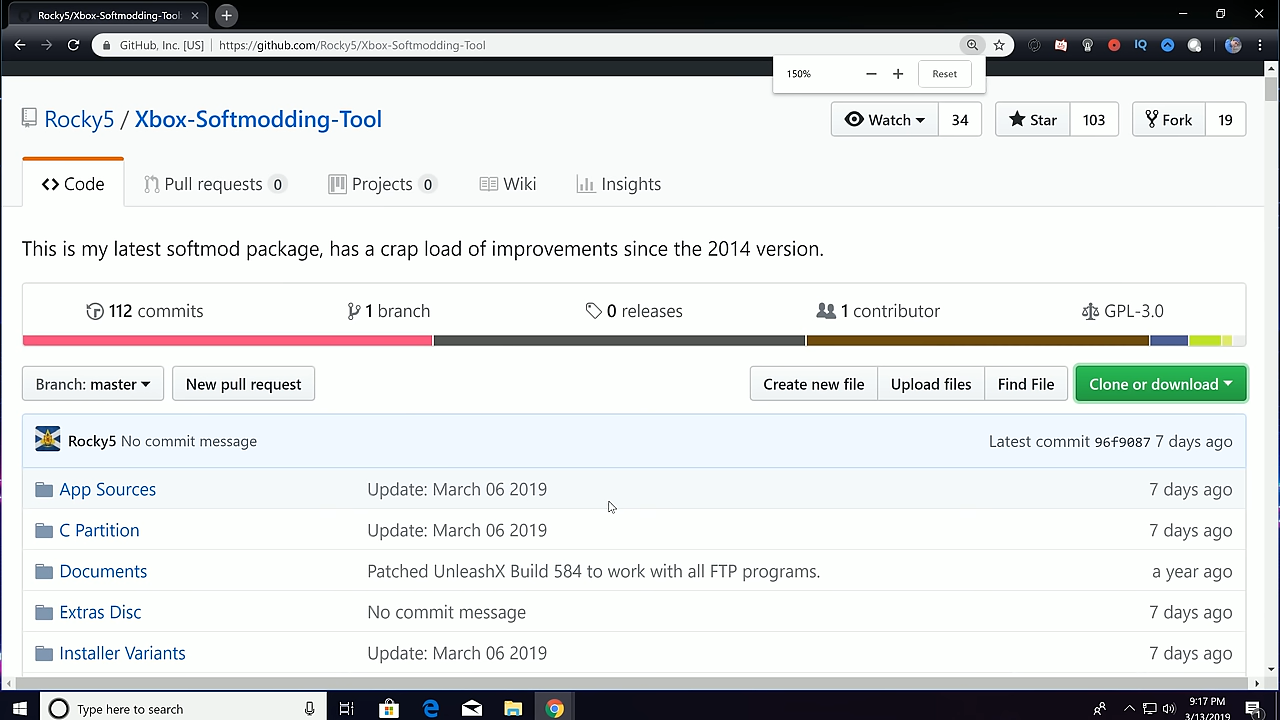 Rocky5/Xbox-Softmodding-Tool
GitHub, Inc. [US] https://github.com/Rocky5/Xbox-Softmodding-Tool
IQ
150% Reset
Rocky5 / Xbox-Softmodding-Tool
Watch 34 Star 103 Fork 19
Code Pull requests 0 Projects 0 Wiki Insights
This is my latest softmod package, has a crap load of improvements since the 2014 version.
112 commits 1 branch 0 releases 1 contributor GPL-3.0
Branch: master New pull request Create new file Upload files Find File Clone or download
Rocky5 No commit message Latest commit 96f9087 7 days ago
App Sources Update: March 06 2019 7 days ago
C Partition Update: March 06 2019 7 days ago
Documents Patched UnleashX Build 584 to work with all FTP programs. a year ago
Extras Disc No commit message 7 days ago
Installer Variants Update: March 06 2019 7 days ago
Type here to search
9:17 PM
3/13/2019